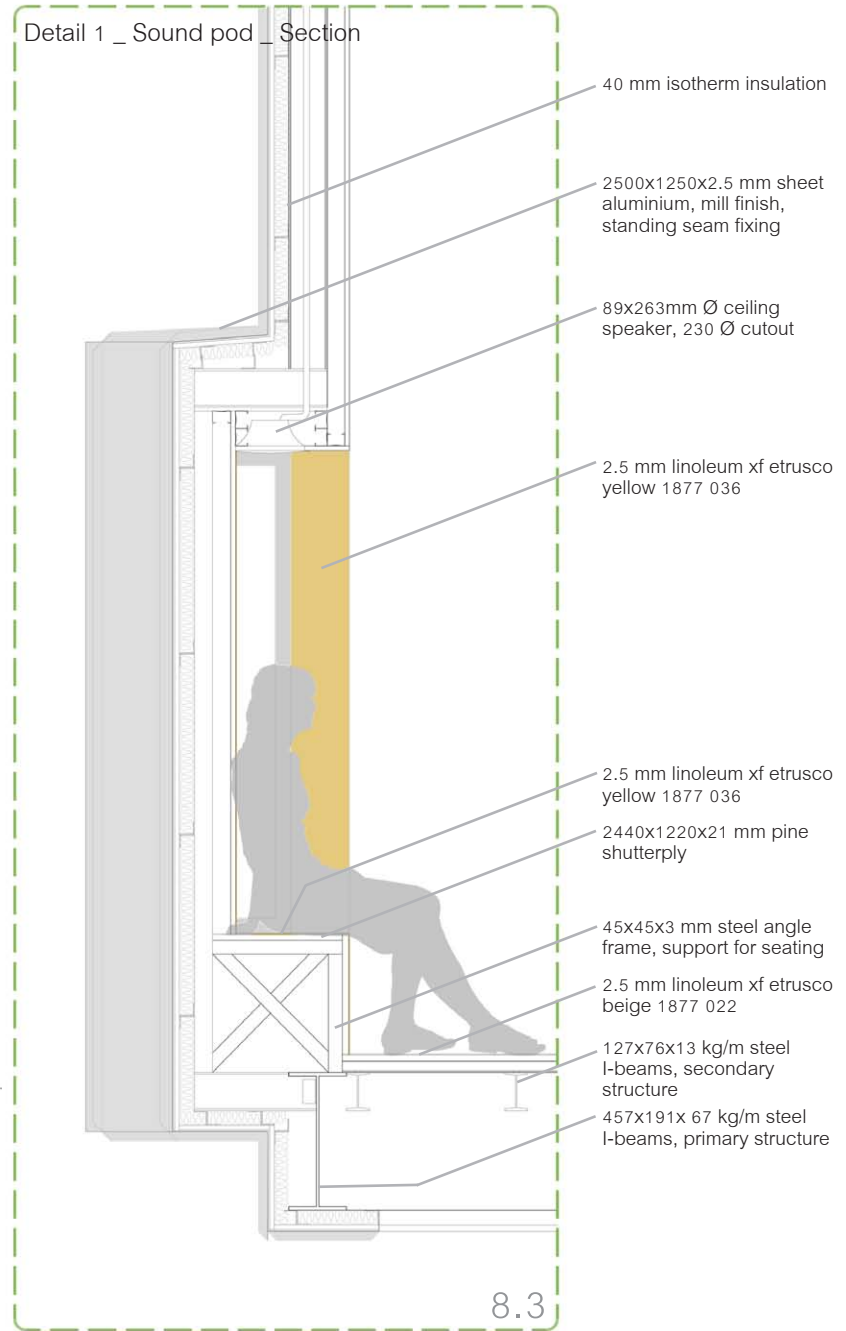 Detail 1 _ Sound pod _ Section
40 mm isotherm insulation
2500x1250x2.5 mm sheet
aluminium, mill finish,
standing seam fixing
89x263mm Ø ceiling
speaker, 230 Ø cutout
2.5 mm linoleum xf etrusco
yellow 1877 036
2.5 mm linoleum xf etrusco
yellow 1877 036
2440x1220x21 mm pine
shutterply
45x45x3 mm steel angle
frame, support for seating
2.5 mm linoleum xf etrusco
beige 1877 022
127x76x13 kg/m steel
I-beams, secondary
structure
457x191x 67 kg/m steel
I-beams, primary structure
8.3